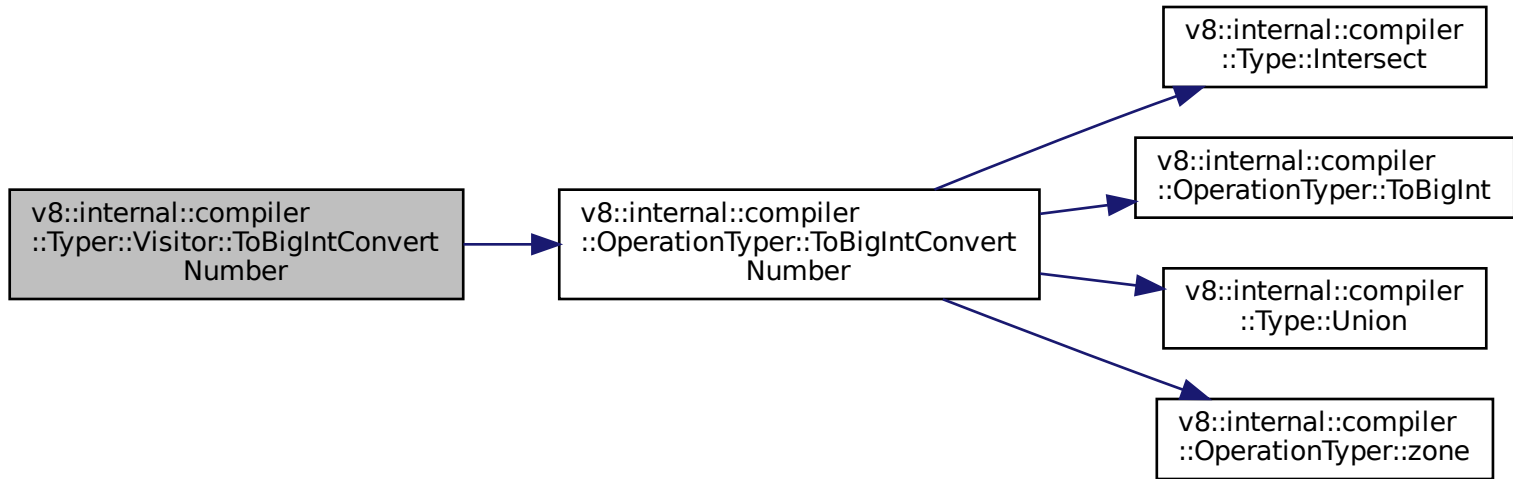 v8::internal::compiler
::Typer::Visitor::ToBigIntConvert
Number
v8::internal::compiler
::OperationTyper::ToBigIntConvert
Number
v8::internal::compiler
::Type::Intersect
v8::internal::compiler
::OperationTyper::ToBigInt
v8::internal::compiler
::Type::Union
v8::internal::compiler
::OperationTyper::zone